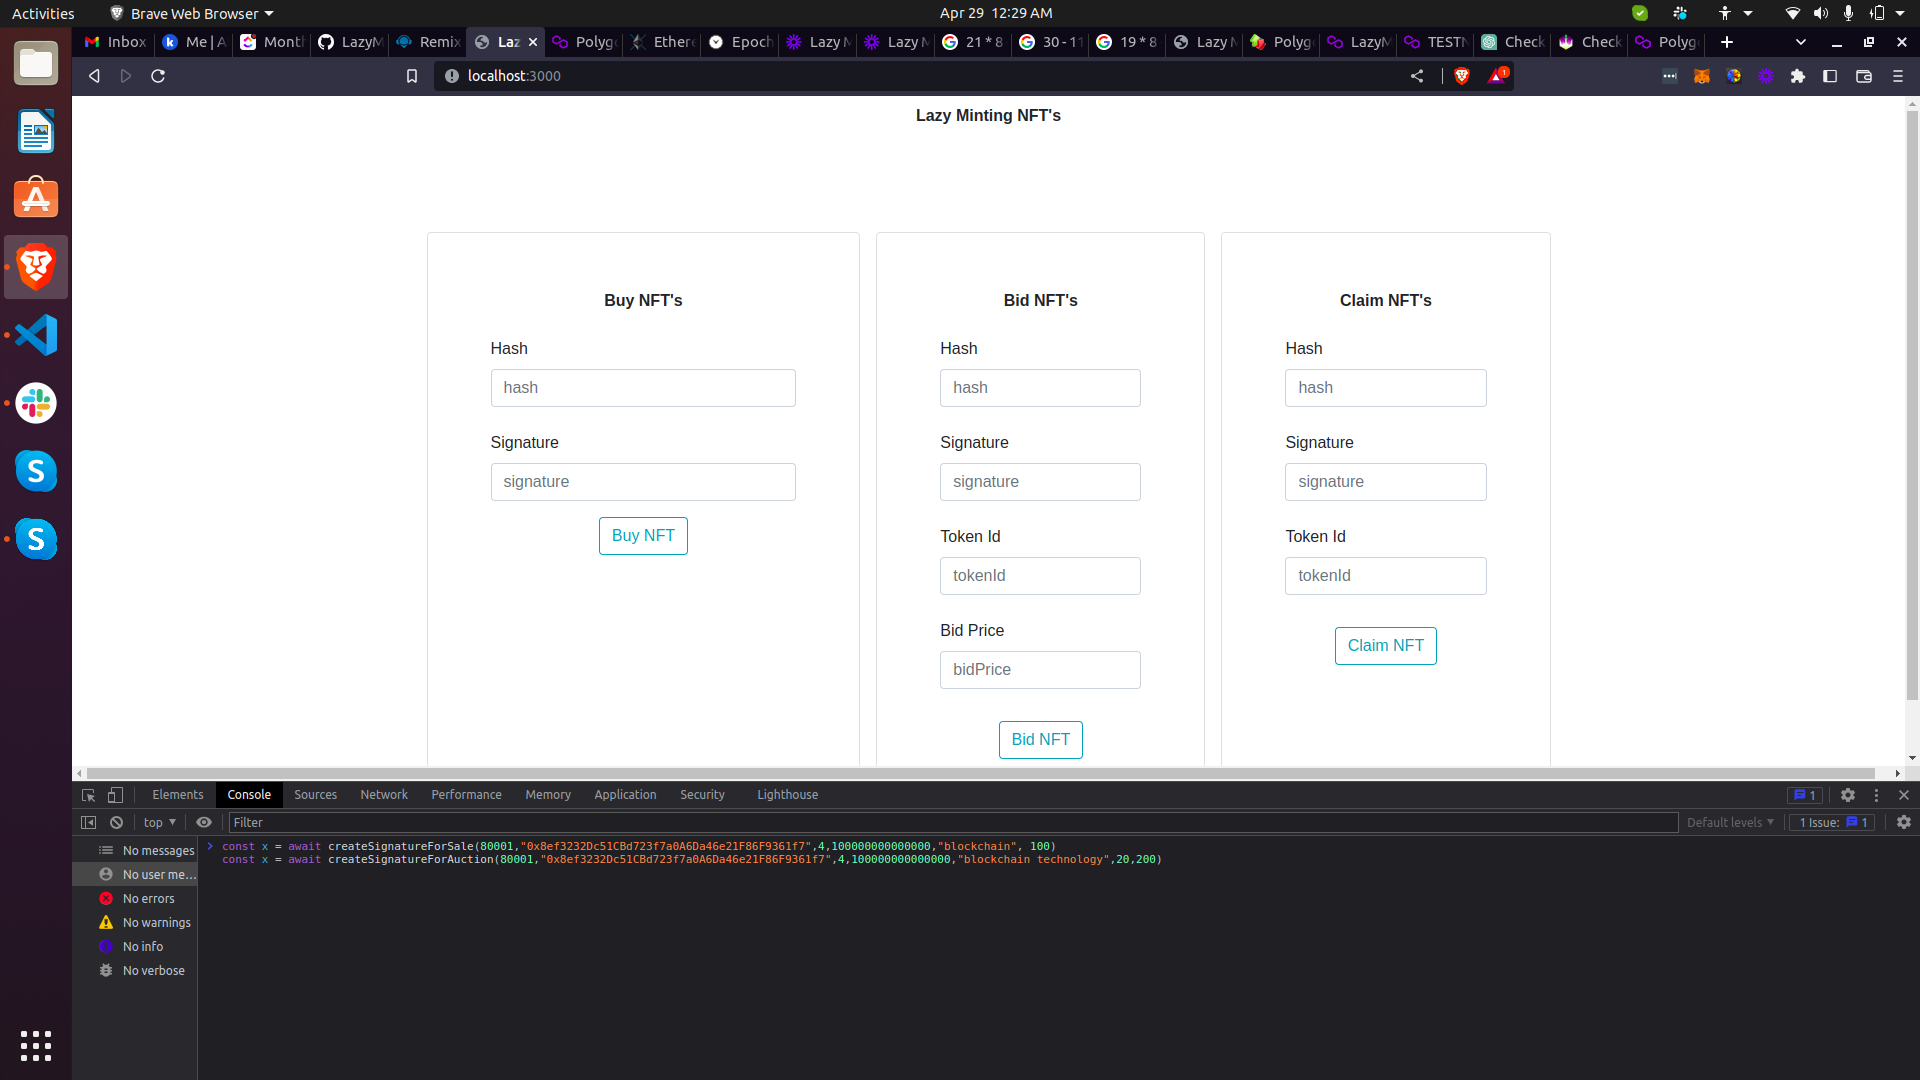 Activities
Brave Web Browser
Apr 29 12:29 AM
Inbox
Me | A
Month
LazyM
Remix
Laz
Polyg
Ethere
Epoch
Lazy M
Lazy M
21 * 8
30 - 11
19 * 8
Lazy M
Polyg
LazyM
TESTN
Check
Check
Polyg
localhost:3000
1
Lazy Minting NFT's
Buy NFT's
Hash
hash
Signature
signature
Buy NFT
Bid NFT's
Hash
hash
Signature
signature
Token Id
tokenId
Bid Price
bidPrice
Bid NFT
Claim NFT's
Hash
hash
Signature
signature
Token Id
tokenId
Claim NFT
Elements Console Sources Network Performance Memory Application Security Lighthouse
1
top
Filter
Default levels
1 Issue: 1
No messages
No user me...
No errors
No warnings
No info
No verbose
const x = await createSignatureForSale(80001,"0x8ef3232Dc51CBd723f7a0A6Da46e21F86F9361f7",4,100000000000000,"blockchain", 100)
const x = await createSignatureForAuction(80001,"0x8ef3232Dc51CBd723f7a0A6Da46e21F86F9361f7",4,100000000000000,"blockchain technology",20,200)